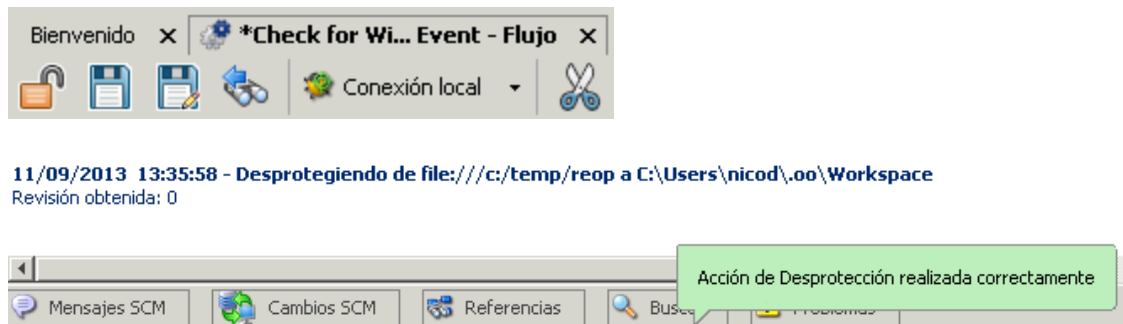 Bienvenido
*Check for Wi... Event - Flujo
Conexión local
11/09/2013 13:35:58 - Desprotegiendo de file:///c:/temp/reop a C:\Users\nicod\.oo\Workspace
Revisión obtenida: 0
Acción de Desprotección realizada correctamente
Mensajes SCM
Cambios SCM
Referencias